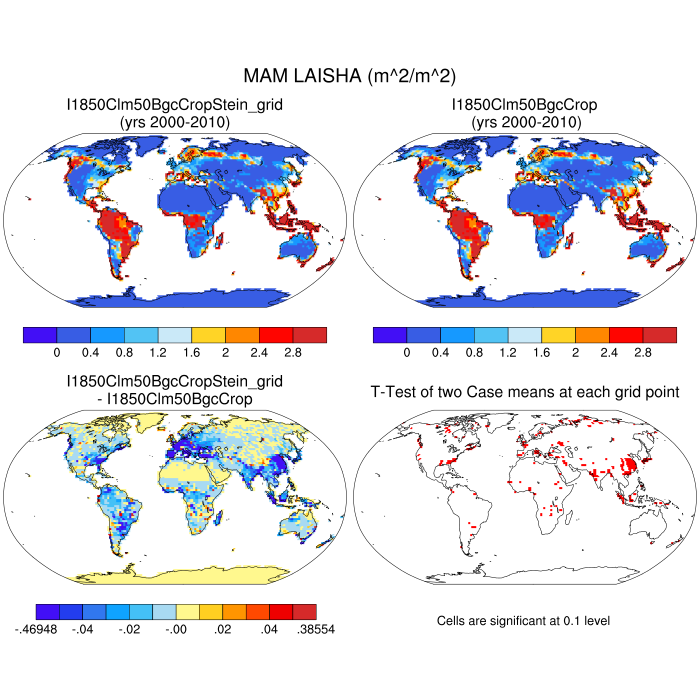 MAM LAISHA (m^2/m^2)
I1850Clm50BgcCropStein_grid
(yrs 2000-2010)
I1850Clm50BgcCrop
(yrs 2000-2010)
0 0.4 0.8 1.2 1.6 2 2.4 2.8
0 0.4 0.8 1.2 1.6 2 2.4 2.8
I1850Clm50BgcCropStein_grid
- I1850Clm50BgcCrop
T-Test of two Case means at each grid point
-.46948 -.04 -.02 -.00 .02 .04 .38554
Cells are significant at 0.1 level